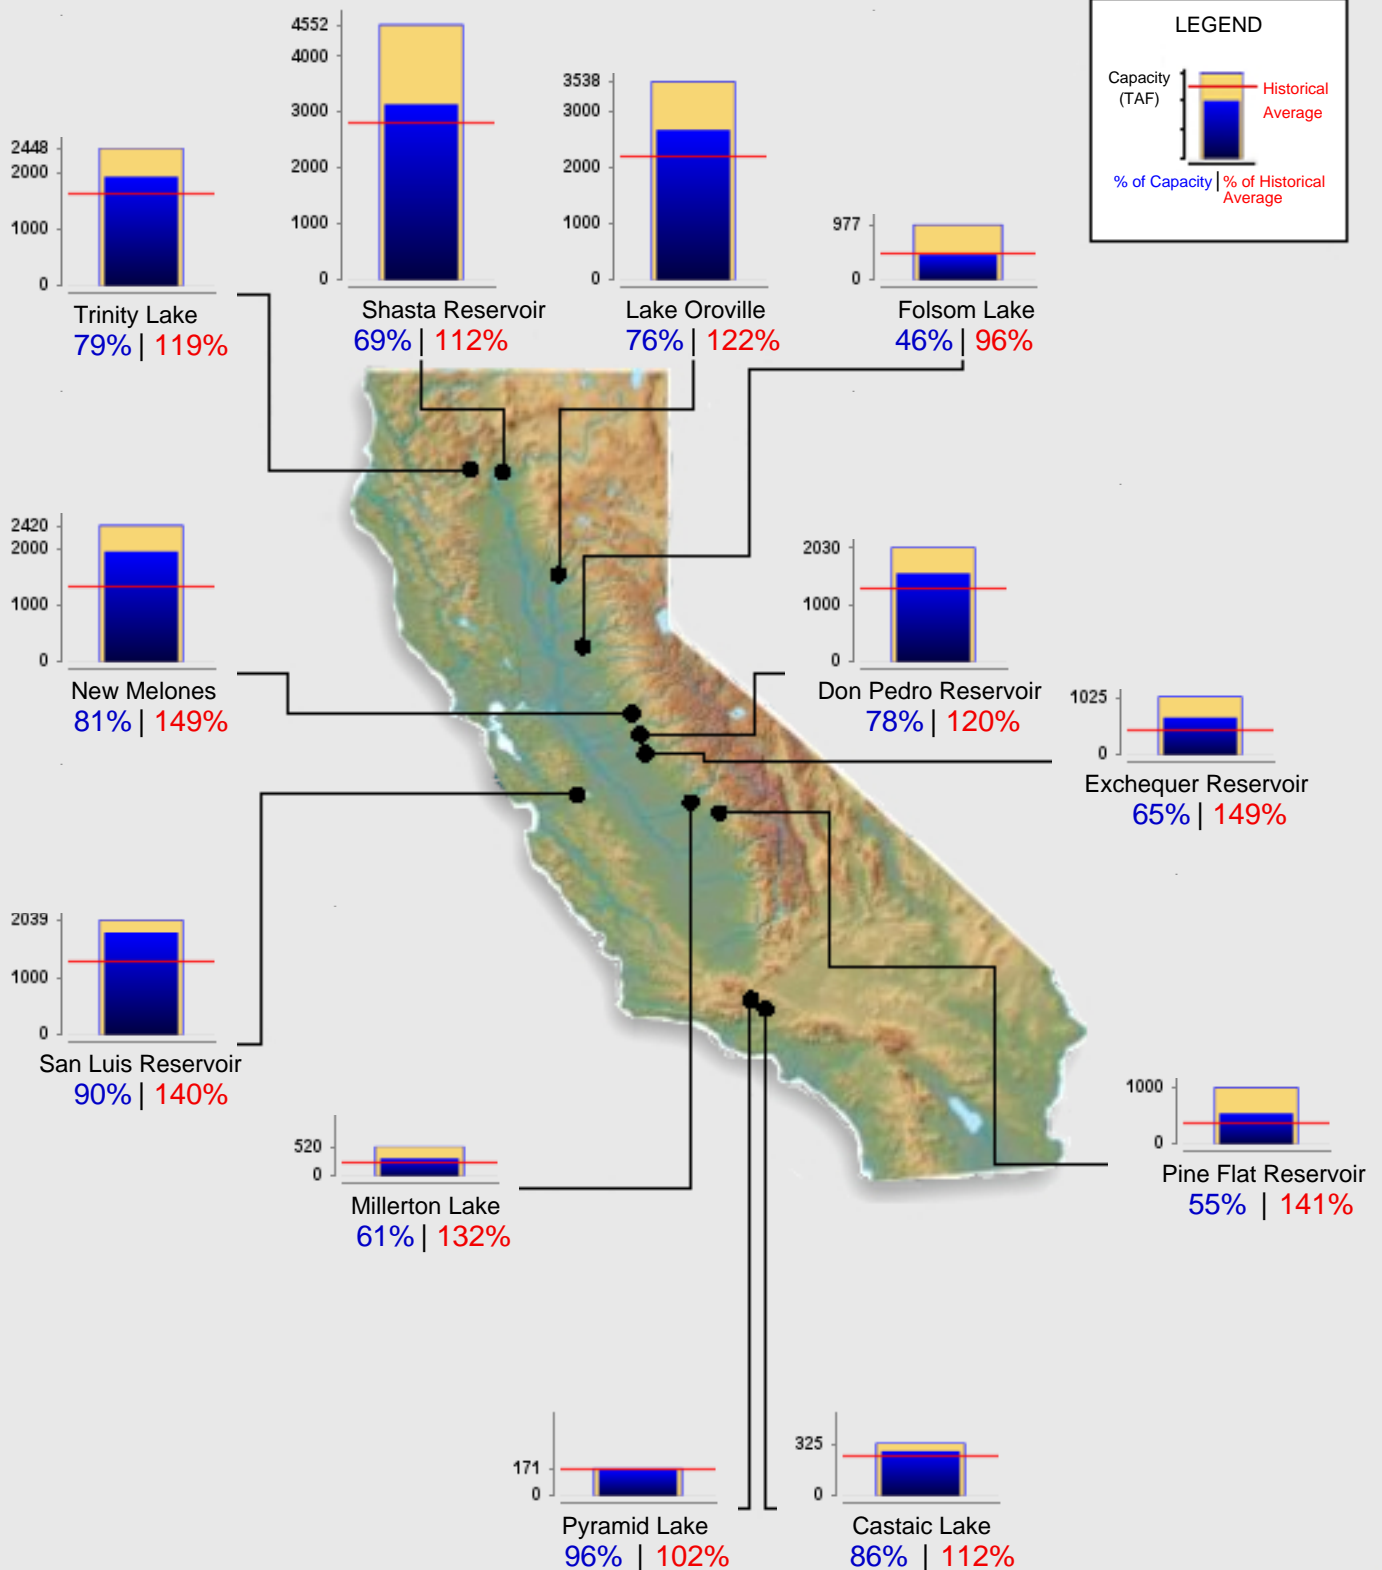 4552
4000
3000
2000
1000
0
Shasta Reservoir
69% | 112%
3538
3000
2000
1000
0
Lake Oroville
76% | 122%
LEGEND
Capacity
(TAF)
Historical
Average
% of Capacity | % of Historical
Average
2448
2000
1000
0
Trinity Lake
79% | 119%
977
0
Folsom Lake
46% | 96%
2420
2000
1000
0
New Melones
81% | 149%
2030
1000
0
Don Pedro Reservoir
78% | 120%
1025
0
Exchequer Reservoir
65% | 149%
2039
1000
0
San Luis Reservoir
90% | 140%
520
0
Millerton Lake
61% | 132%
1000
0
Pine Flat Reservoir
55% | 141%
171
0
Pyramid Lake
96% | 102%
325
0
Castaic Lake
86% | 112%